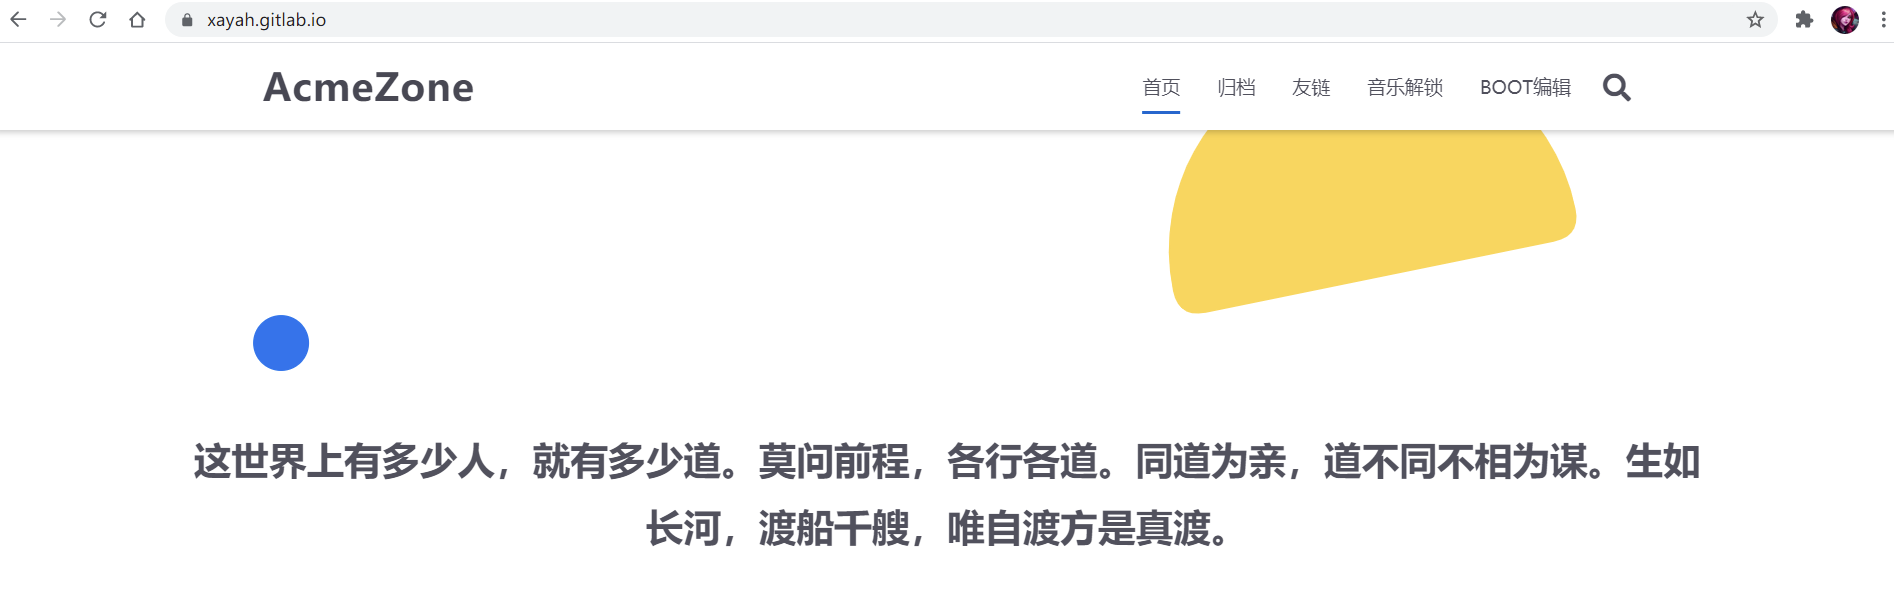 xayah.gitlab.io
AcmeZone
首页 归档 友链 音乐解锁 BOOT编辑
这世界上有多少人，就有多少道。莫问前程，各行各道。同道为亲，道不同不相为谋。生如
长河，渡船千艘，唯自渡方是真渡。